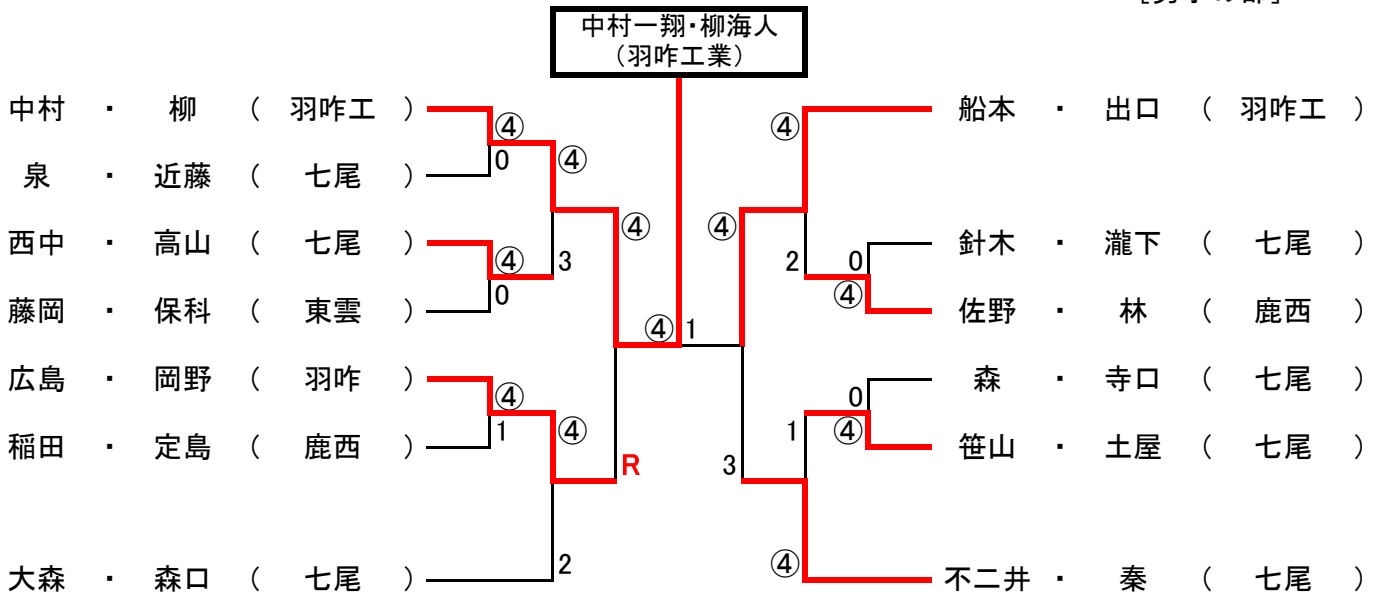 中村一翔・柳海人
（羽咋工業）
中村 ・ 柳 （ 羽咋工 ）
④
0
泉 ・ 近藤 （ 七尾 ）
④
西中 ・ 高山 （ 七尾 ）
④
3
0
藤岡 ・ 保科 （ 東雲 ）
④
広島 ・ 岡野 （ 羽咋 ）
④
1
稲田 ・ 定島 （ 鹿西 ）
④
R
2
大森 ・ 森口 （ 七尾 ）
④ 1
船本 ・ 出口 （ 羽咋工 ）
④
④
2
針木 ・ 瀧下 （ 七尾 ）
0
④
佐野 ・ 林 （ 鹿西 ）
森 ・ 寺口 （ 七尾 ）
0
④
1
笹山 ・ 土屋 （ 七尾 ）
3
④
不二井 ・ 秦 （ 七尾 ）